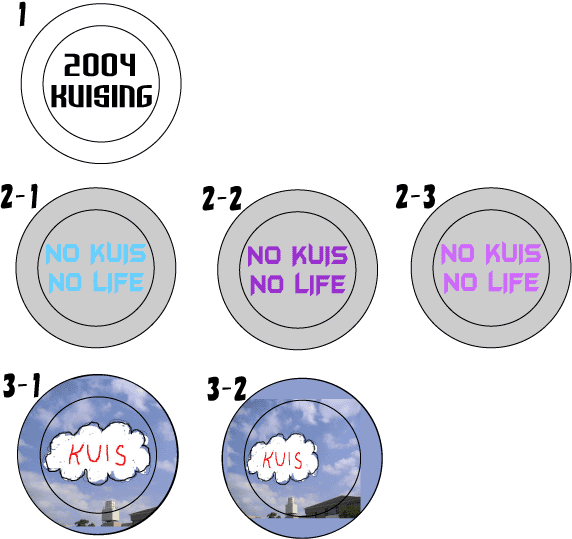 1
2004
KUISING
2-1
NO KUIS
NO LIFE
2-2
NO KUIS
NO LIFE
2-3
NO KUIS
NO LIFE
3-1
KUIS
3-2
KUIS